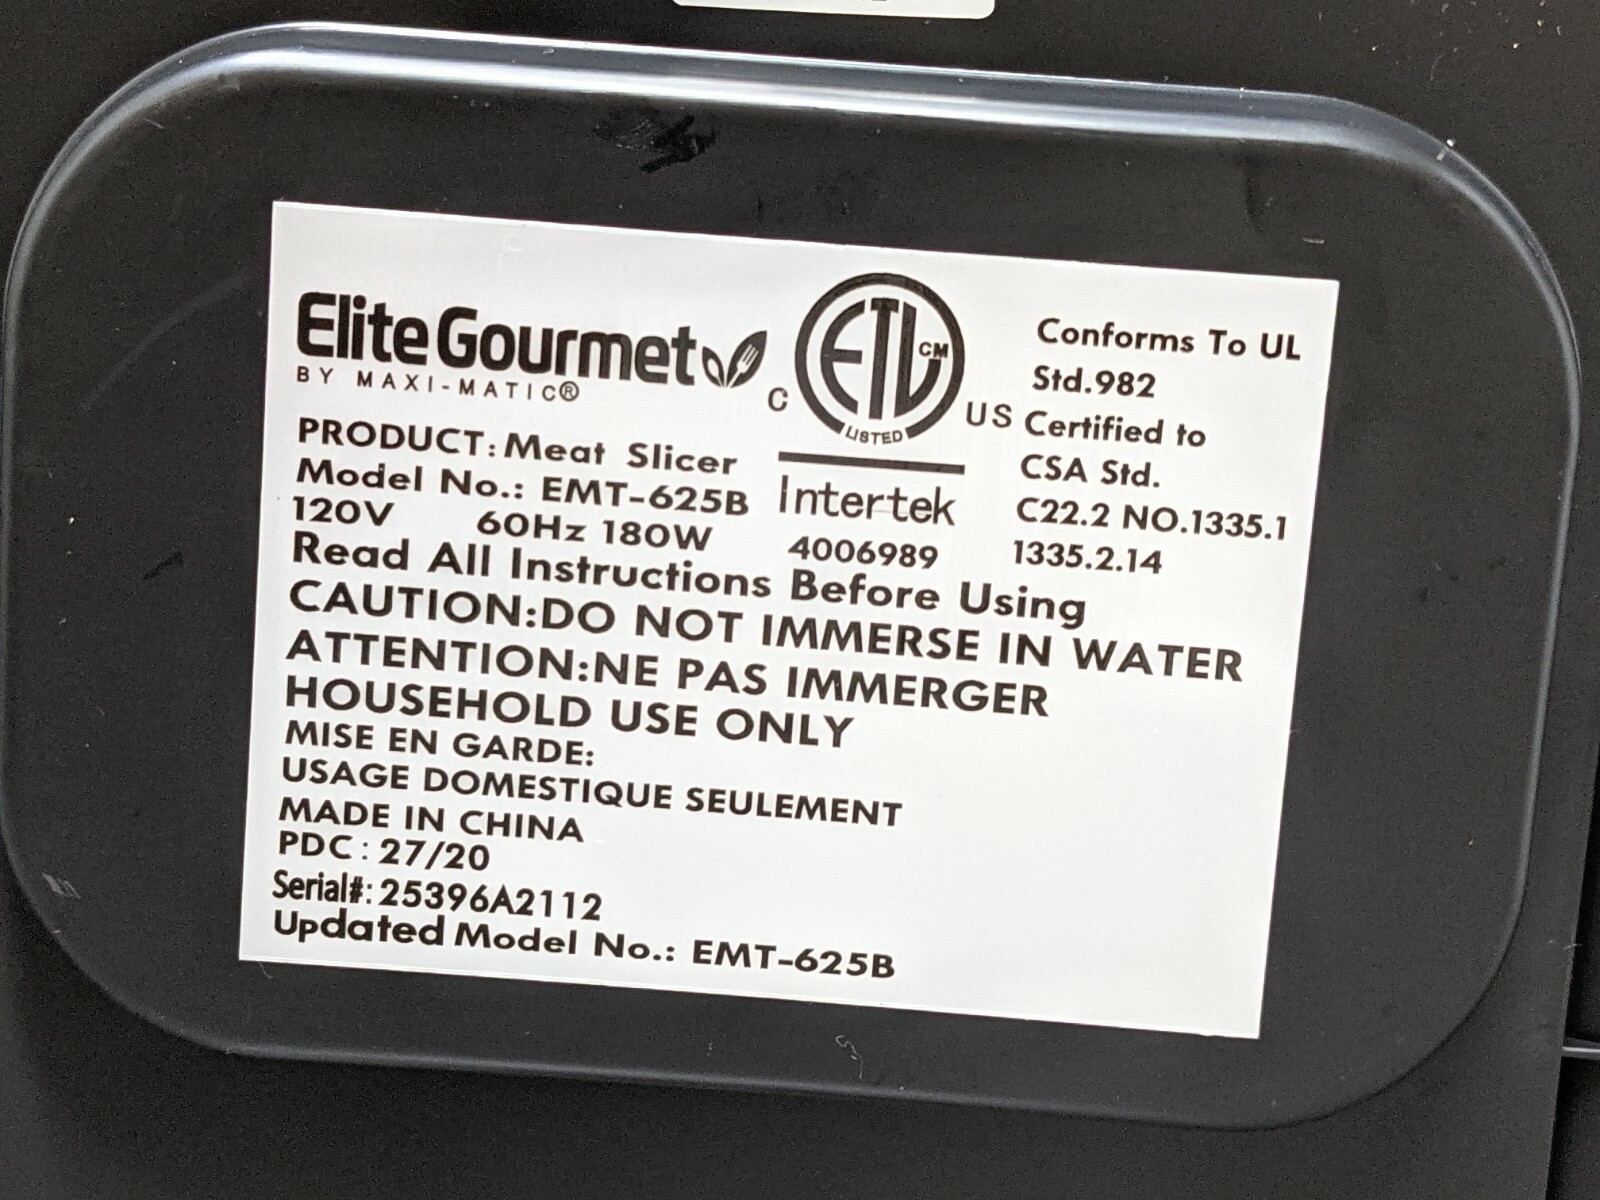 Elite Gourmet
BY MAXI-MATIC®
C ETL CM US
LISTED
Intertek
4006989
Conforms To UL
Std.982
Certified to
CSA Std.
C22.2 NO.1335.1
1335.2.14
PRODUCT: Meat Slicer
Model No.: EMT-625B
120V 60Hz 180W
Read All Instructions Before Using
CAUTION:DO NOT IMMERSE IN WATER
ATTENTION:NE PAS IMMERGER
HOUSEHOLD USE ONLY
MISE EN GARDE:
USAGE DOMESTIQUE SEULEMENT
MADE IN CHINA
PDC: 27/20
Serial#: 25396A2112
Updated Model No.: EMT-625B